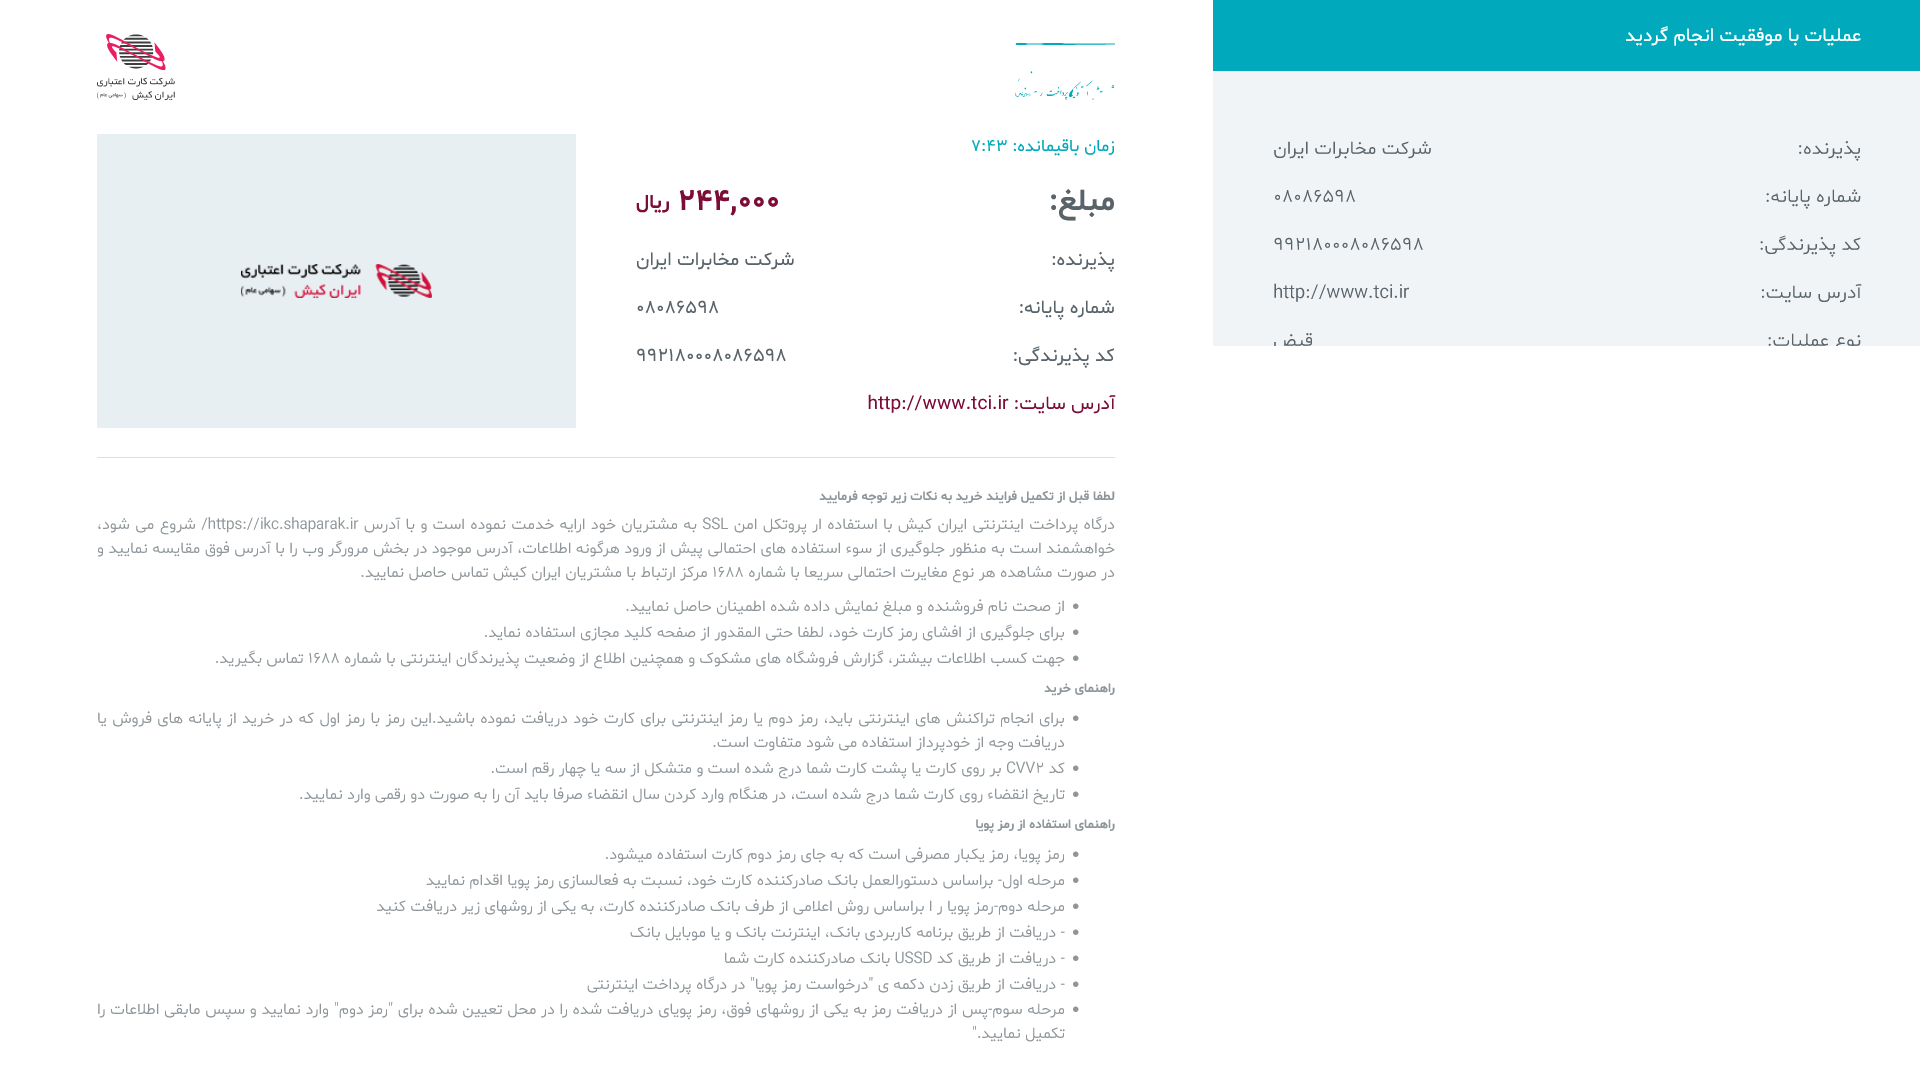 عملیات با موفقیت انجام گردید
پذیرنده: شرکت مخابرات ایران
شماره پایانه: ۰۸۰۸۶۵۹۸
کد پذیرندگی: ۹۹۲۱۸۰۰۰۸۰۸۶۵۹۸
آدرس سایت: http://www.tci.ir
نوع عملیات: قبض
پرداخت
شرکت کارت اعتباری
ایران کیش (سهامی عام)
زمان باقیمانده: ۷:۴۳
مبلغ: ۲۴۴,۰۰۰ ریال
پذیرنده: شرکت مخابرات ایران
شماره پایانه: ۰۸۰۸۶۵۹۸
کد پذیرندگی: ۹۹۲۱۸۰۰۰۸۰۸۶۵۹۸
آدرس سایت: http://www.tci.ir
شرکت کارت اعتباری
ایران کیش (سهامی عام)
لطفا قبل از تکمیل فرایند خرید به نکات زیر توجه فرمایید
درگاه پرداخت اینترنتی ایران کیش با استفاده از پروتکل امن SSL به مشتریان خود ارایه خدمت نموده است و با آدرس https://ikc.shaparak.ir/ شروع می شود،
خواهشمند است به منظور جلوگیری از سوء استفاده های احتمالی پیش از ورود هرگونه اطلاعات، آدرس موجود در بخش مرورگر وب را با آدرس فوق مقایسه نمایید و
در صورت مشاهده هر نوع مغایرت احتمالی سریعا با شماره ۱۶۸۸ مرکز ارتباط با مشتریان ایران کیش تماس حاصل نمایید.
• از صحت نام فروشنده و مبلغ نمایش داده شده اطمینان حاصل نمایید.
• برای جلوگیری از افشای رمز کارت خود، لطفا حتی المقدور از صفحه کلید مجازی استفاده نماید.
• جهت کسب اطلاعات بیشتر، گزارش فروشگاه های مشکوک و همچنین اطلاع از وضعیت پذیرندگان اینترنتی با شماره ۱۶۸۸ تماس بگیرید.
راهنمای خرید
• برای انجام تراکنش های اینترنتی باید، رمز دوم یا رمز اینترنتی برای کارت خود دریافت نموده باشید.این رمز با رمز اول که در خرید از پایانه های فروش یا
دریافت وجه از خودپرداز استفاده می شود متفاوت است.
• کد CVV۲ بر روی کارت یا پشت کارت شما درج شده است و متشکل از سه یا چهار رقم است.
• تاریخ انقضاء روی کارت شما درج شده است، در هنگام وارد کردن سال انقضاء صرفا باید آن را به صورت دو رقمی وارد نمایید.
راهنمای استفاده از رمز پویا
• رمز پویا، رمز یکبار مصرفی است که به جای رمز دوم کارت استفاده میشود.
• مرحله اول- براساس دستورالعمل بانک صادرکننده کارت خود، نسبت به فعالسازی رمز پویا اقدام نمایید
• مرحله دوم-رمز پویا ر ا براساس روش اعلامی از طرف بانک صادرکننده کارت، به یکی از روشهای زیر دریافت کنید
• - دریافت از طریق برنامه کاربردی بانک، اینترنت بانک و یا موبایل بانک
• - دریافت از طریق کد USSD بانک صادرکننده کارت شما
• - دریافت از طریق زدن دکمه ی "درخواست رمز پویا" در درگاه پرداخت اینترنتی
• مرحله سوم-پس از دریافت رمز به یکی از روشهای فوق، رمز پویای دریافت شده را در محل تعیین شده برای "رمز دوم" وارد نمایید و سپس مابقی اطلاعات را
تکمیل نمایید."